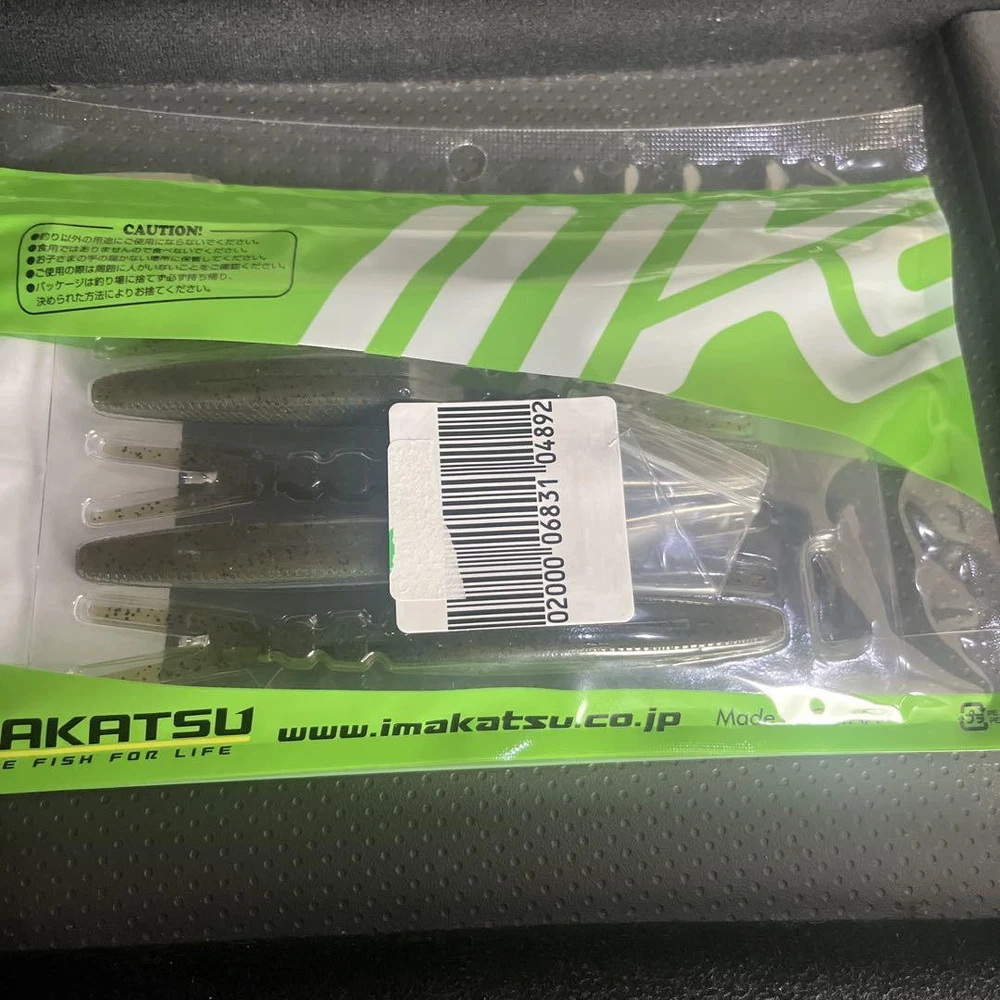 CAUTION!
●釣り以外の用途にご使用にならないでください。
●食用ではありませんので食べないでください。
●お子さまの手の届かない場所に保管してください。
●ご使用の際は周囲に人がいないことをご確認ください。
●パッケージは釣り場に捨てず必ず持ち帰り、
決められた方法によりお捨てください。
02000 06831 04892
AKATSU
E FISH FOR LIFE
www.imakatsu.co.jp
Made